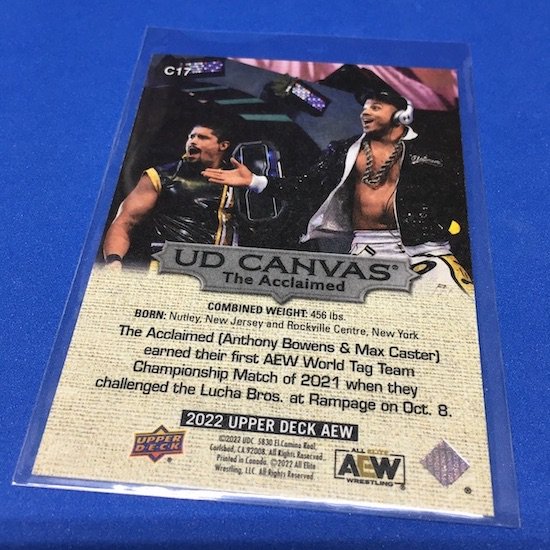 C17
UD CANVAS®
The Acclaimed
COMBINED WEIGHT: 456 lbs.
BORN: Nutley, New Jersey and Rockville Centre, New York
The Acclaimed (Anthony Bowens & Max Caster)
earned their first AEW World Tag Team
Championship Match of 2021 when they
challenged the Lucha Bros. at Rampage on Oct. 8.
2022 UPPER DECK AEW
©2022 UDC. 5830 El Camino Real,
Carlsbad, CA 92008. All Rights Reserved.
Printed in Canada. ©2022 All Elite
Wrestling, LLC. All Rights Reserved.
UPPER
DECK
ALL ELITE
AEW
WRESTLING
®